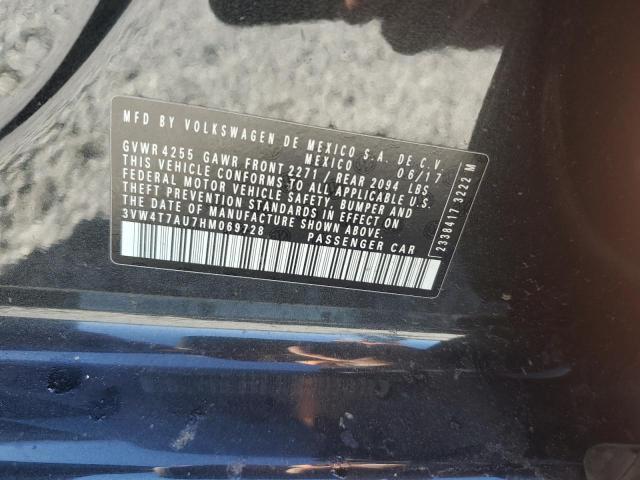 MFD BY VOLKSWAGEN DE MEXICO S.A. DE C.V.
MEXICO 06/17
GVWR 4255 GAWR FRONT 2271 / REAR 2094 LBS
THIS VEHICLE CONFORMS TO ALL APPLICABLE U.S.
FEDERAL MOTOR VEHICLE SAFETY, BUMPER AND
THEFT PREVENTION STANDARDS IN EFFECT ON
THE DATE OF MANUFACTURE SHOWN ABOVE.
3VW4T7AU7HM069728 PASSENGER CAR
2338417 3222 M